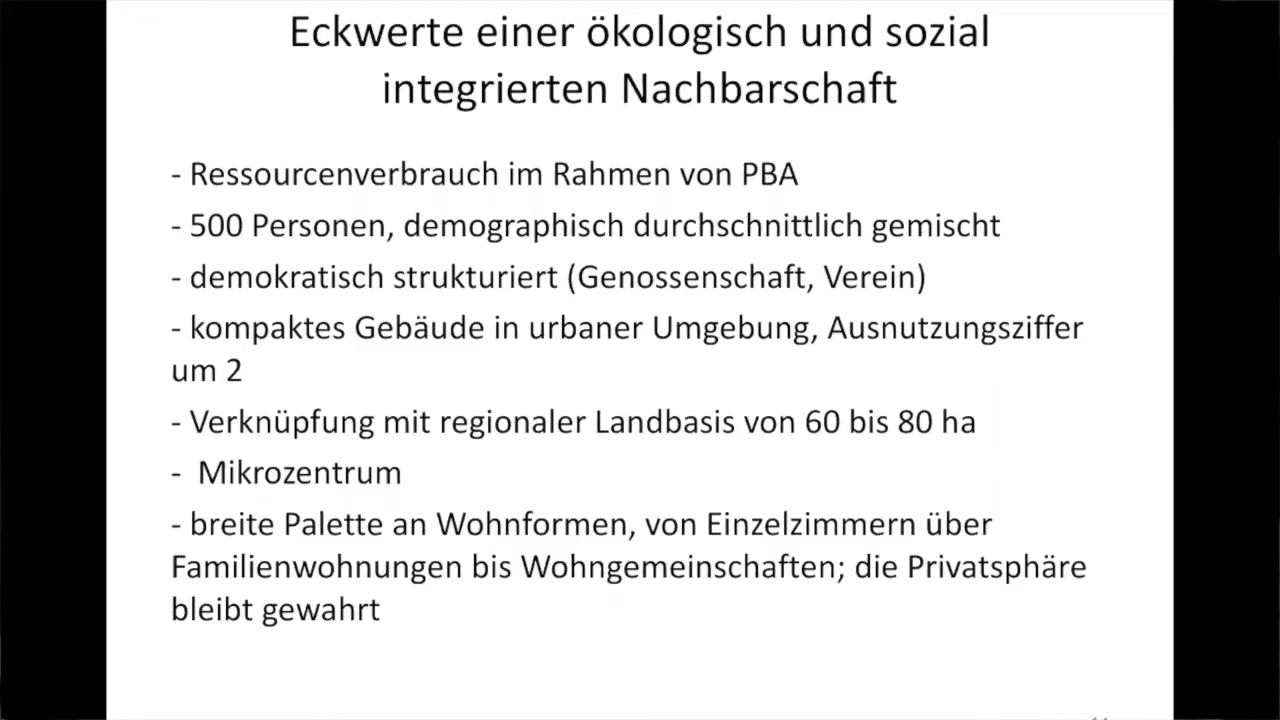 Eckwerte einer ökologisch und sozial
integrierten Nachbarschaft
- Ressourcenverbrauch im Rahmen von PBA
- 500 Personen, demographisch durchschnittlich gemischt
- demokratisch strukturiert (Genossenschaft, Verein)
- kompaktes Gebäude in urbaner Umgebung, Ausnutzungsziffer
um 2
- Verknüpfung mit regionaler Landbasis von 60 bis 80 ha
- Mikrozentrum
- breite Palette an Wohnformen, von Einzelzimmern über
Familienwohnungen bis Wohngemeinschaften; die Privatsphäre
bleibt gewahrt